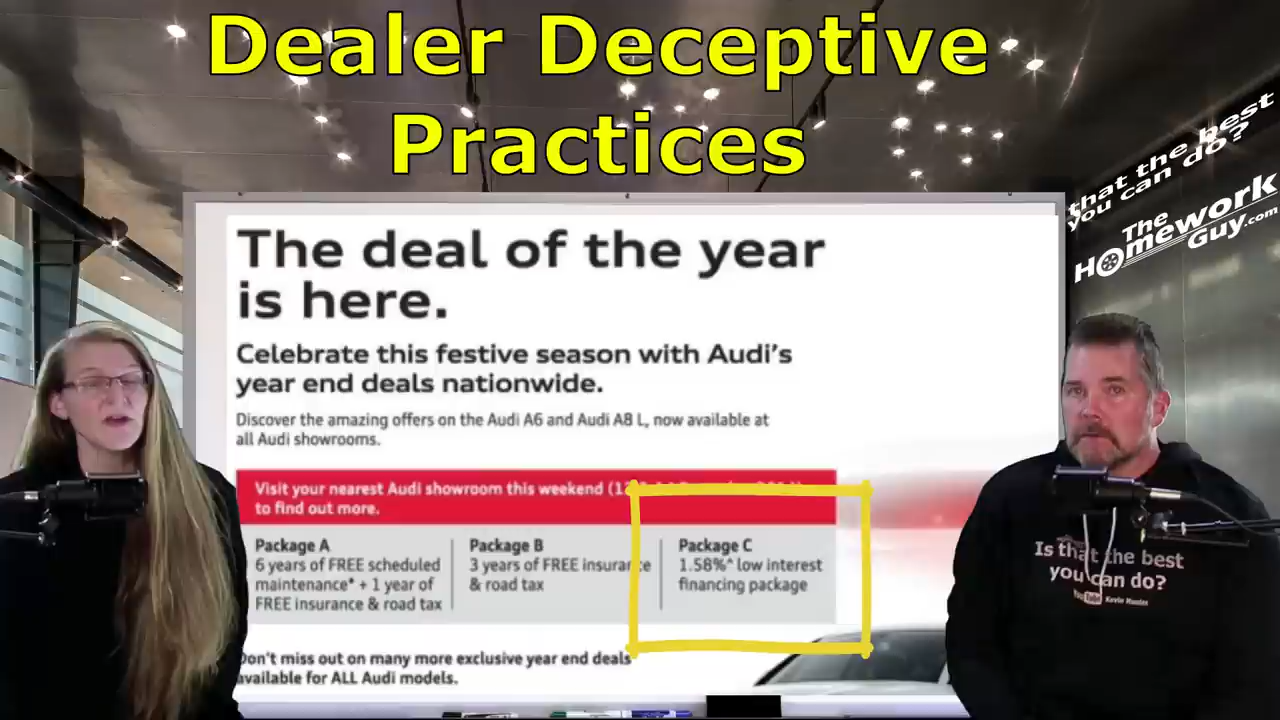 Dealer Deceptive
Practices
that the best
you can do?
The
Homework
Guy.com
The deal of the year
is here.
Celebrate this festive season with Audi's
year end deals nationwide.
Discover the amazing offers on the Audi A6 and Audi A8 L, now available at
all Audi showrooms.
Visit your nearest Audi showroom this weekend
to find out more.
Package A
6 years of FREE scheduled
maintenance* + 1 year of
FREE insurance & road tax
Package B
3 years of FREE insurance
& road tax
Package C
1.58%^ low interest
financing package
Don't miss out on many more exclusive year end deals
available for ALL Audi models.
Is that the best
you can do?
YouTube Kevin Hunter